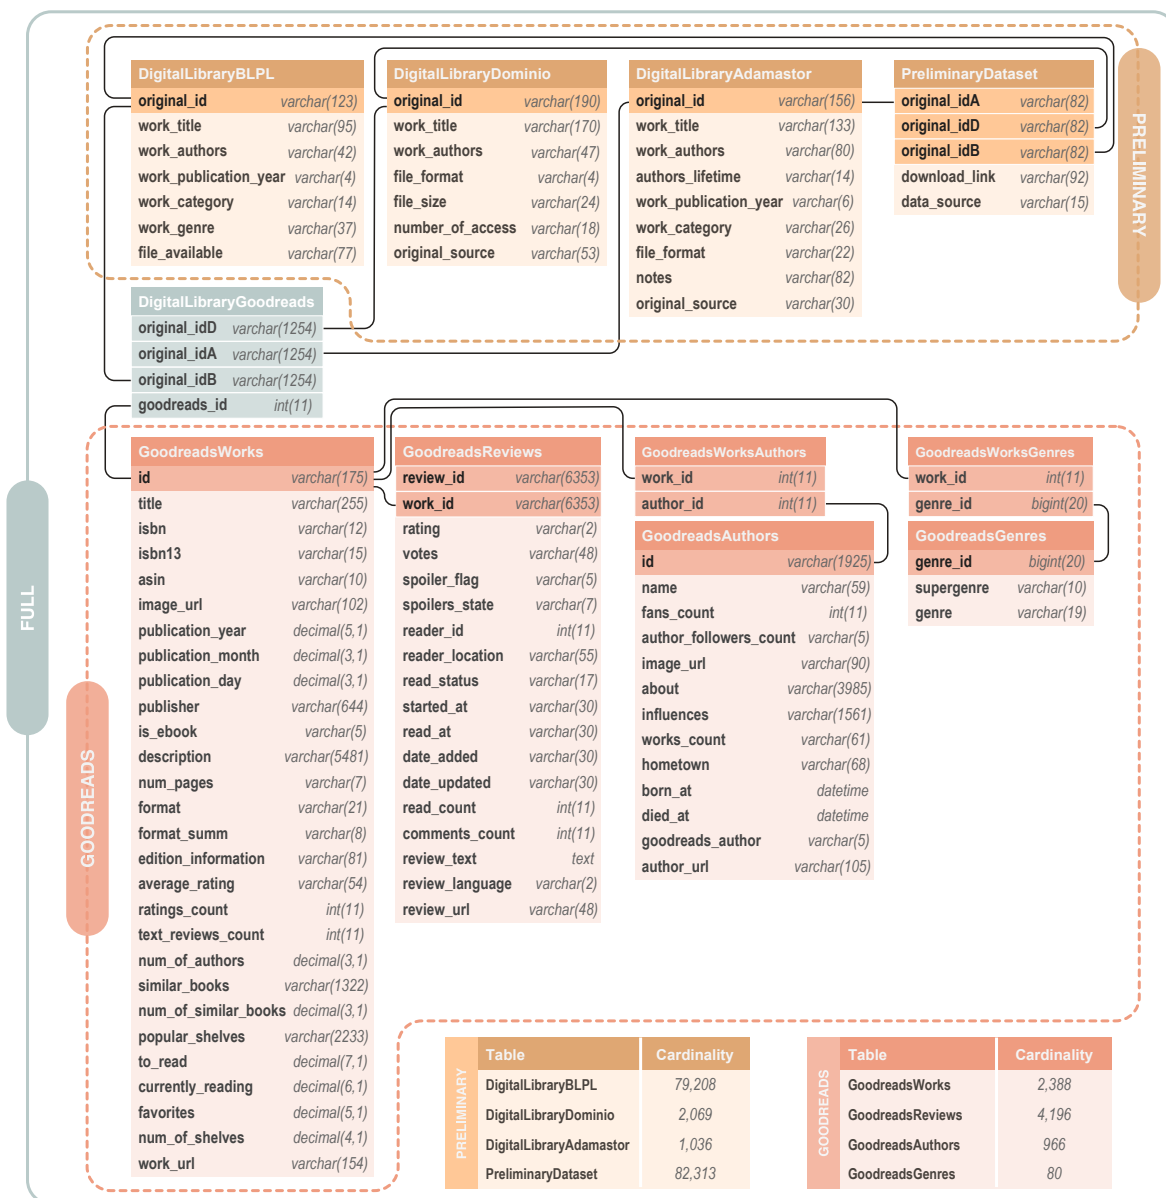 DigitalLibraryBLPL
original_id varchar(123)
work_title varchar(95)
work_authors varchar(42)
work_publication_year varchar(4)
work_category varchar(14)
work_genre varchar(37)
file_available varchar(77)
DigitalLibraryDominio
original_id varchar(190)
work_title varchar(170)
work_authors varchar(47)
file_format varchar(4)
file_size varchar(24)
number_of_access varchar(18)
original_source varchar(53)
DigitalLibraryAdamastor
original_id varchar(156)
work_title varchar(133)
work_authors varchar(80)
authors_lifetime varchar(14)
work_publication_year varchar(6)
work_category varchar(26)
file_format varchar(22)
notes varchar(82)
original_source varchar(30)
PreliminaryDataset
original_idA varchar(82)
original_idD varchar(82)
original_idB varchar(82)
download_link varchar(92)
data_source varchar(15)
PRELIMINARY
DigitalLibraryGoodreads
original_idD varchar(1254)
original_idA varchar(1254)
original_idB varchar(1254)
goodreads_id int(11)
FULL
GOODREADS
GoodreadsWorks
id varchar(175)
title varchar(255)
isbn varchar(12)
isbn13 varchar(15)
asin varchar(10)
image_url varchar(102)
publication_year decimal(5,1)
publication_month decimal(3,1)
publication_day decimal(3,1)
publisher varchar(644)
is_ebook varchar(5)
description varchar(5481)
num_pages varchar(7)
format varchar(21)
format_summ varchar(8)
edition_information varchar(81)
average_rating varchar(54)
ratings_count int(11)
text_reviews_count int(11)
num_of_authors decimal(3,1)
similar_books varchar(1322)
num_of_similar_books decimal(3,1)
popular_shelves varchar(2233)
to_read decimal(7,1)
currently_reading decimal(6,1)
favorites decimal(5,1)
num_of_shelves decimal(4,1)
work_url varchar(154)
GoodreadsReviews
review_id varchar(6353)
work_id varchar(6353)
rating varchar(2)
votes varchar(48)
spoiler_flag varchar(5)
spoilers_state varchar(7)
reader_id int(11)
reader_location varchar(55)
read_status varchar(17)
started_at varchar(30)
read_at varchar(30)
date_added varchar(30)
date_updated varchar(30)
read_count int(11)
comments_count int(11)
review_text text
review_language varchar(2)
review_url varchar(48)
GoodreadsWorksAuthors
work_id int(11)
author_id int(11)
GoodreadsAuthors
id varchar(1925)
name varchar(59)
fans_count int(11)
author_followers_count varchar(5)
image_url varchar(90)
about varchar(3985)
influences varchar(1561)
works_count varchar(61)
hometown varchar(68)
born_at datetime
died_at datetime
goodreads_author varchar(5)
author_url varchar(105)
GoodreadsWorksGenres
work_id int(11)
genre_id bigint(20)
GoodreadsGenres
genre_id bigint(20)
supergenre varchar(10)
genre varchar(19)
PRELIMINARY
Table Cardinality
DigitalLibraryBLPL 79,208
DigitalLibraryDominio 2,069
DigitalLibraryAdamastor 1,036
PreliminaryDataset 82,313
GOODREADS
Table Cardinality
GoodreadsWorks 2,388
GoodreadsReviews 4,196
GoodreadsAuthors 966
GoodreadsGenres 80